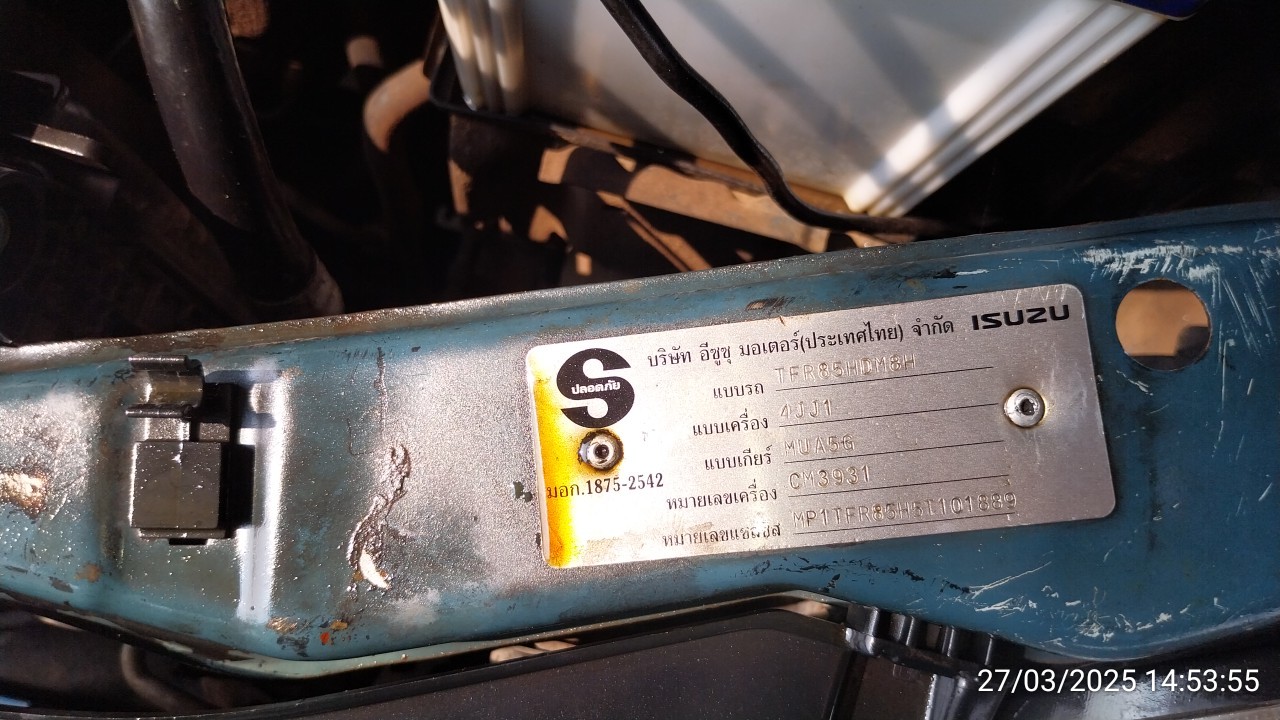 บริษัท อีซูซุ มอเตอร์(ประเทศไทย) จำกัด ISUZU
ปลอดภัย
แบบรถ TFR85HDM8H
แบบเครื่อง 4JJ1
แบบเกียร์ MUA5G
มอก.1875-2542
หมายเลขเครื่อง CM3931
หมายเลขแชสซีส MP1TFR85H5T101889
27/03/2025 14:53:55